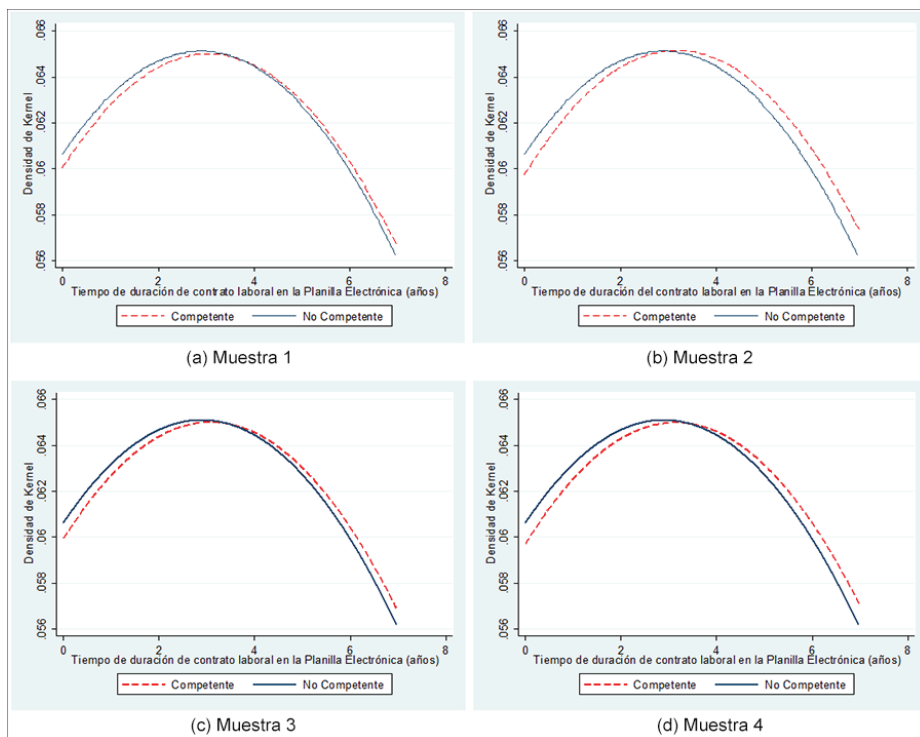 Densidad de Kernel
.056 .058 .06 .062 .064 .066
0 2 4 6 8
Tiempo de duración de contrato laboral en la Planilla Electrónica (años)
Competente No Competente
(a) Muestra 1
Densidad de Kernel
.056 .058 .06 .062 .064 .066
0 2 4 6 8
Tiempo de duración del contrato laboral en la Planilla Electrónica (años)
Competente No Competente
(b) Muestra 2
Densidad de Kernel
.056 .058 .06 .062 .064 .066
0 2 4 6 8
Tiempo de duración de contrato laboral en la Planilla Electrónica (años)
Competente No Competente
(c) Muestra 3
Densidad de Kernel
.056 .058 .06 .062 .064 .066
0 2 4 6 8
Tiempo de duración de contrato laboral en la Planilla Electrónica (años)
Competente No Competente
(d) Muestra 4